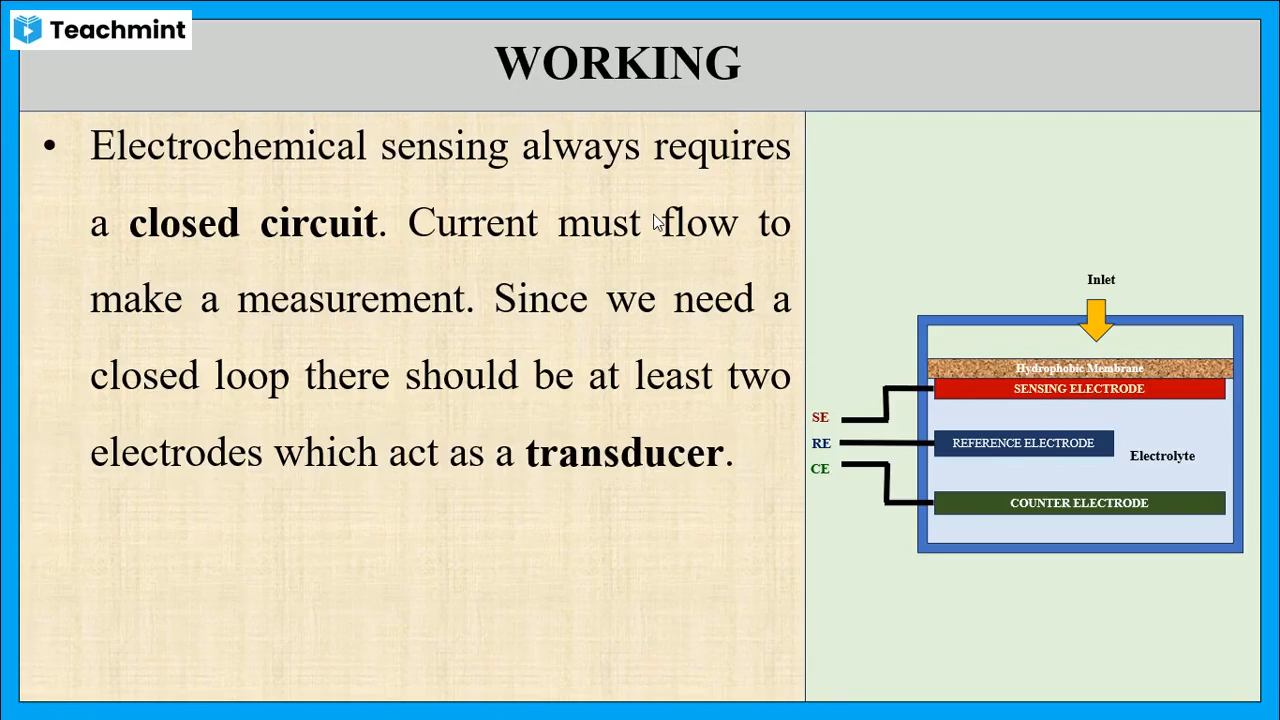 Teachmint
WORKING
• Electrochemical sensing always requires
a closed circuit. Current must flow to
make a measurement. Since we need a
closed loop there should be at least two
electrodes which act as a transducer.
Inlet
Hydrophobic Membrane
SENSING ELECTRODE
SE
RE
CE
REFERENCE ELECTRODE
Electrolyte
COUNTER ELECTRODE